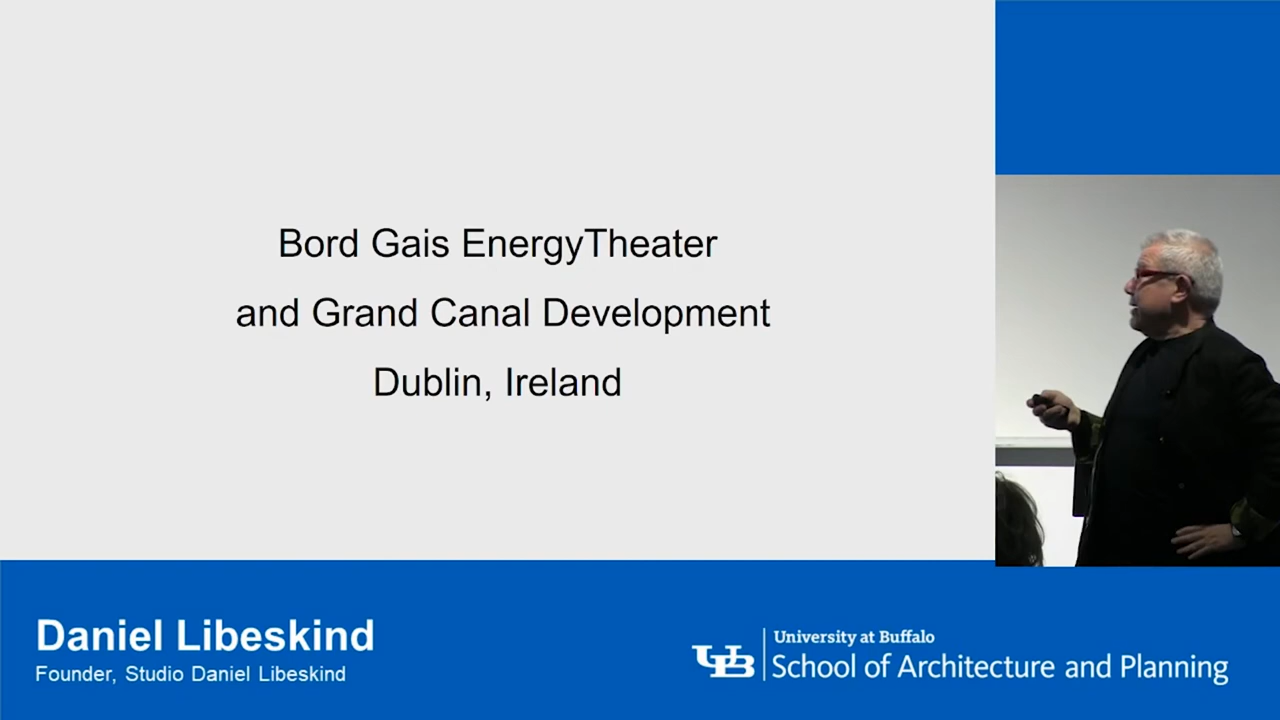 Bord Gais EnergyTheater
and Grand Canal Development
Dublin, Ireland
Daniel Libeskind
Founder, Studio Daniel Libeskind
UB
University at Buffalo
School of Architecture and Planning